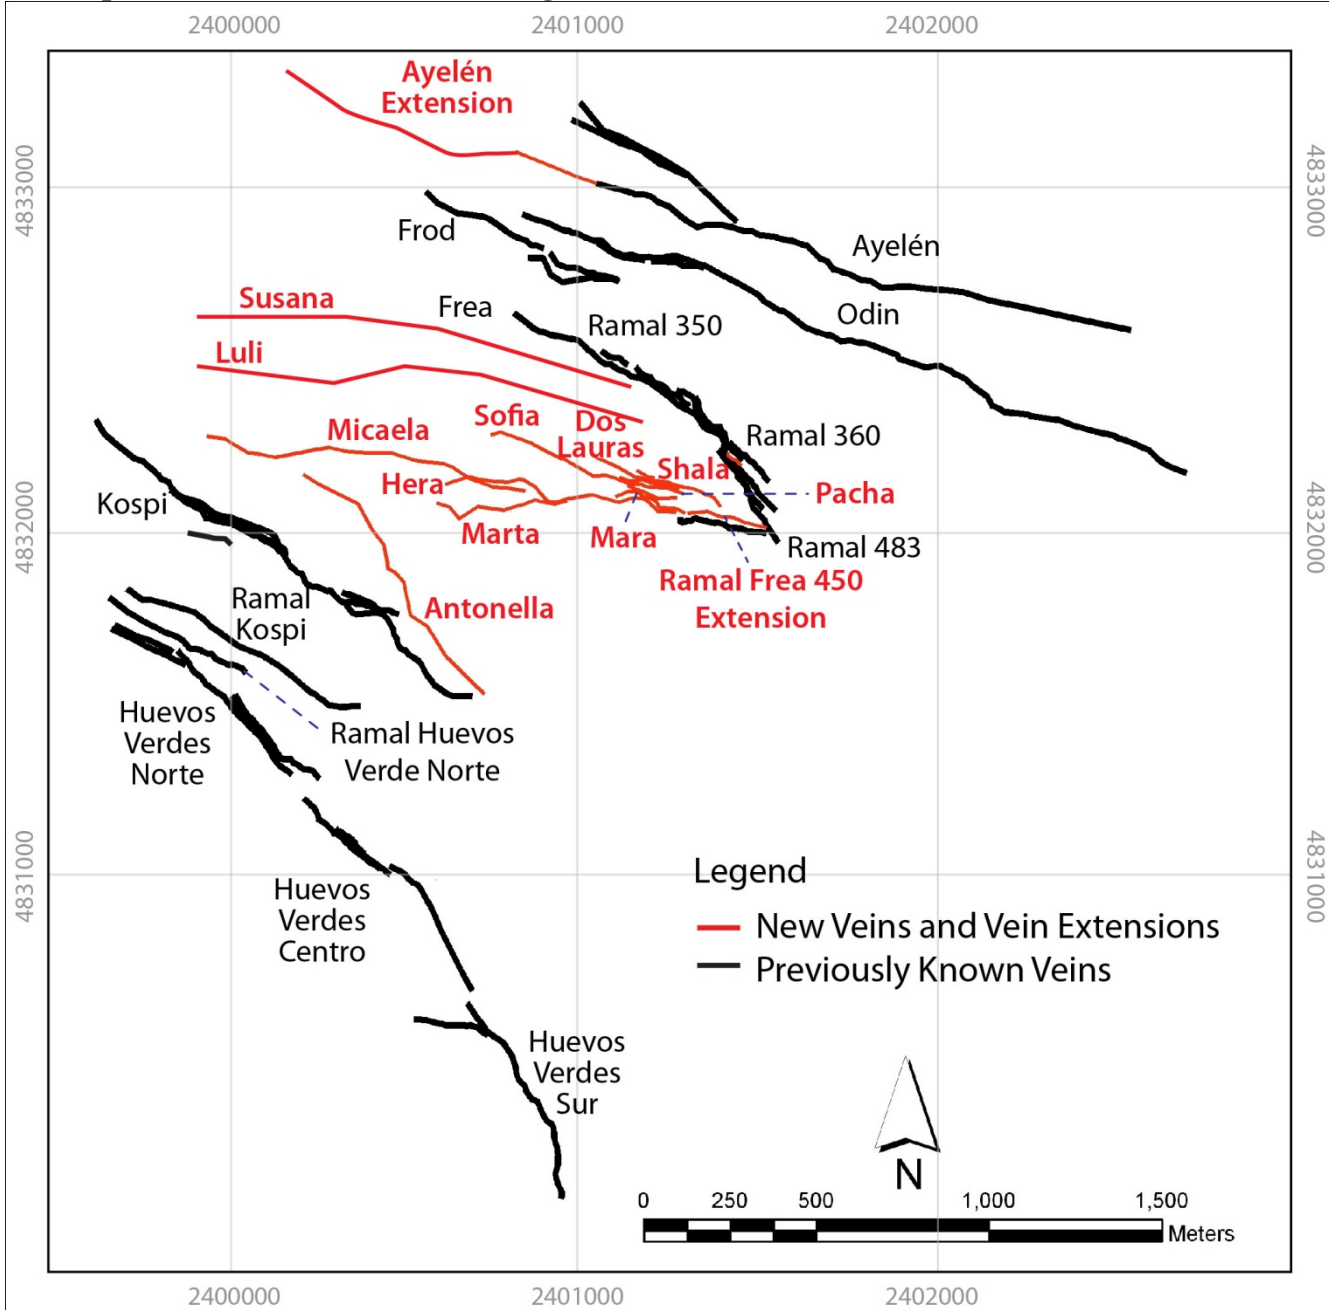 2400000
2401000
2402000
Ayelén
Extension
4833000
4833000
Frod
Ayelén
Susana
Frea
Ramal 350
Odin
Luli
Sofia
Dos
Lauras
Micaela
Ramal 360
Shala
Hera
Pacha
Kospi
4832000
4832000
Marta
Mara
Ramal 483
Ramal Frea 450
Extension
Ramal
Kospi
Antonella
Huevos
Verdes
Norte
Ramal Huevos
Verde Norte
4831000
4831000
Legend
New Veins and Vein Extensions
Previously Known Veins
Huevos
Verdes
Centro
Huevos
Verdes
Sur
N
0 250 500 1,000 1,500
Meters
2400000
2401000
2402000